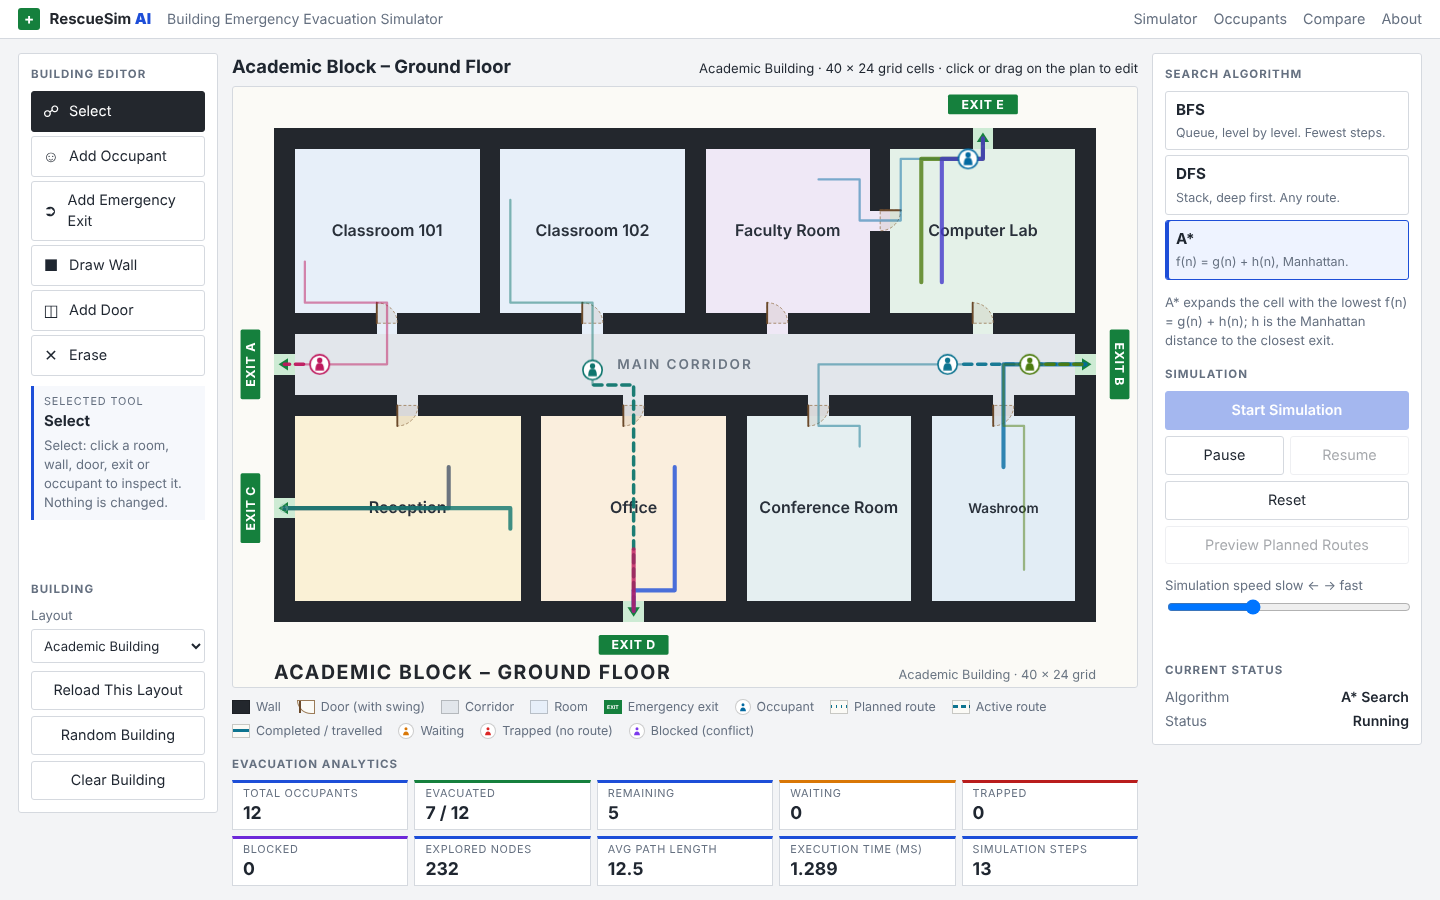 RescueSim AI
Building Emergency Evacuation Simulator
Simulator
Occupants
Compare
About
BUILDING EDITOR
Select
Add Occupant
Add Emergency
Exit
Draw Wall
Add Door
Erase
SELECTED TOOL
Select
Select: click a room,
wall, door, exit or
occupant to inspect it.
Nothing is changed.
BUILDING
Layout
Academic Building
Reload This Layout
Random Building
Clear Building
Academic Block – Ground Floor
Academic Building · 40 × 24 grid cells · click or drag on the plan to edit
EXIT E
Classroom 101
Classroom 102
Faculty Room
Computer Lab
EXIT A
MAIN CORRIDOR
EXIT B
EXIT C
Reception
Office
Conference Room
Washroom
EXIT D
ACADEMIC BLOCK – GROUND FLOOR
Academic Building · 40 × 24 grid
Wall
Door (with swing)
Corridor
Room
EXIT
Emergency exit
Occupant
Planned route
Active route
Completed / travelled
Waiting
Trapped (no route)
Blocked (conflict)
EVACUATION ANALYTICS
TOTAL OCCUPANTS
12
EVACUATED
7 / 12
REMAINING
5
WAITING
0
TRAPPED
0
BLOCKED
0
EXPLORED NODES
232
AVG PATH LENGTH
12.5
EXECUTION TIME (MS)
1.289
SIMULATION STEPS
13
SEARCH ALGORITHM
BFS
Queue, level by level. Fewest steps.
DFS
Stack, deep first. Any route.
A*
f(n) = g(n) + h(n), Manhattan.
A* expands the cell with the lowest f(n)
= g(n) + h(n); h is the Manhattan
distance to the closest exit.
SIMULATION
Start Simulation
Pause
Resume
Reset
Preview Planned Routes
Simulation speed slow ← → fast
CURRENT STATUS
Algorithm
A* Search
Status
Running